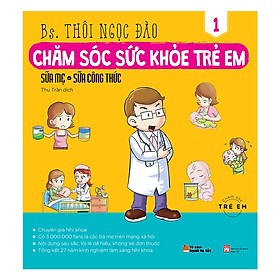 Bs. THÔI NGỌC ĐÀO
1
CHĂM SÓC SỨC KHỎE TRẺ EM
SỮA MẸ - SỮA CÔNG THỨC
Thu Trần dịch
CHĂM SÓC
TRẺ EM
• Chuyên gia Nhi khoa
• Có 3.000.000 fans là các bà mẹ trên mạng xã hội
• Nội dung sâu sắc, lời lẽ dễ hiểu, không kê đơn thuốc
• Tổng kết 27 năm kinh nghiệm lâm sàng Nhi khoa